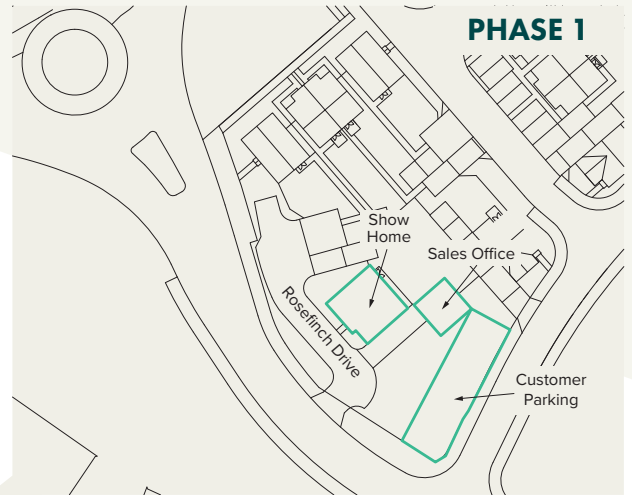 PHASE 1
Show
Home
Sales Office
Rosefinch Drive
Customer
Parking